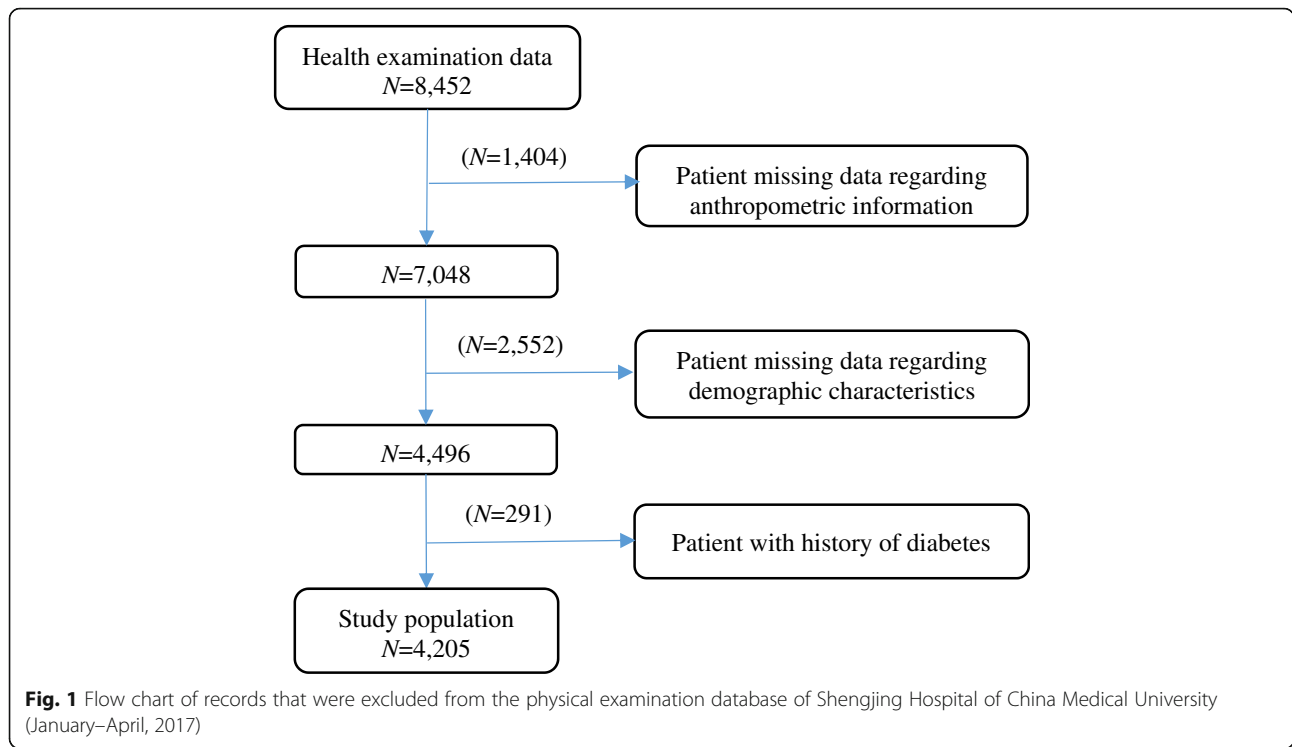 Health examination data
N=8,452
(N=1,404)
Patient missing data regarding
anthropometric information
N=7,048
(N=2,552)
Patient missing data regarding
demographic characteristics
N=4,496
(N=291)
Patient with history of diabetes
Study population
N=4,205
Fig. 1 Flow chart of records that were excluded from the physical examination database of Shengjing Hospital of China Medical University
(January–April, 2017)